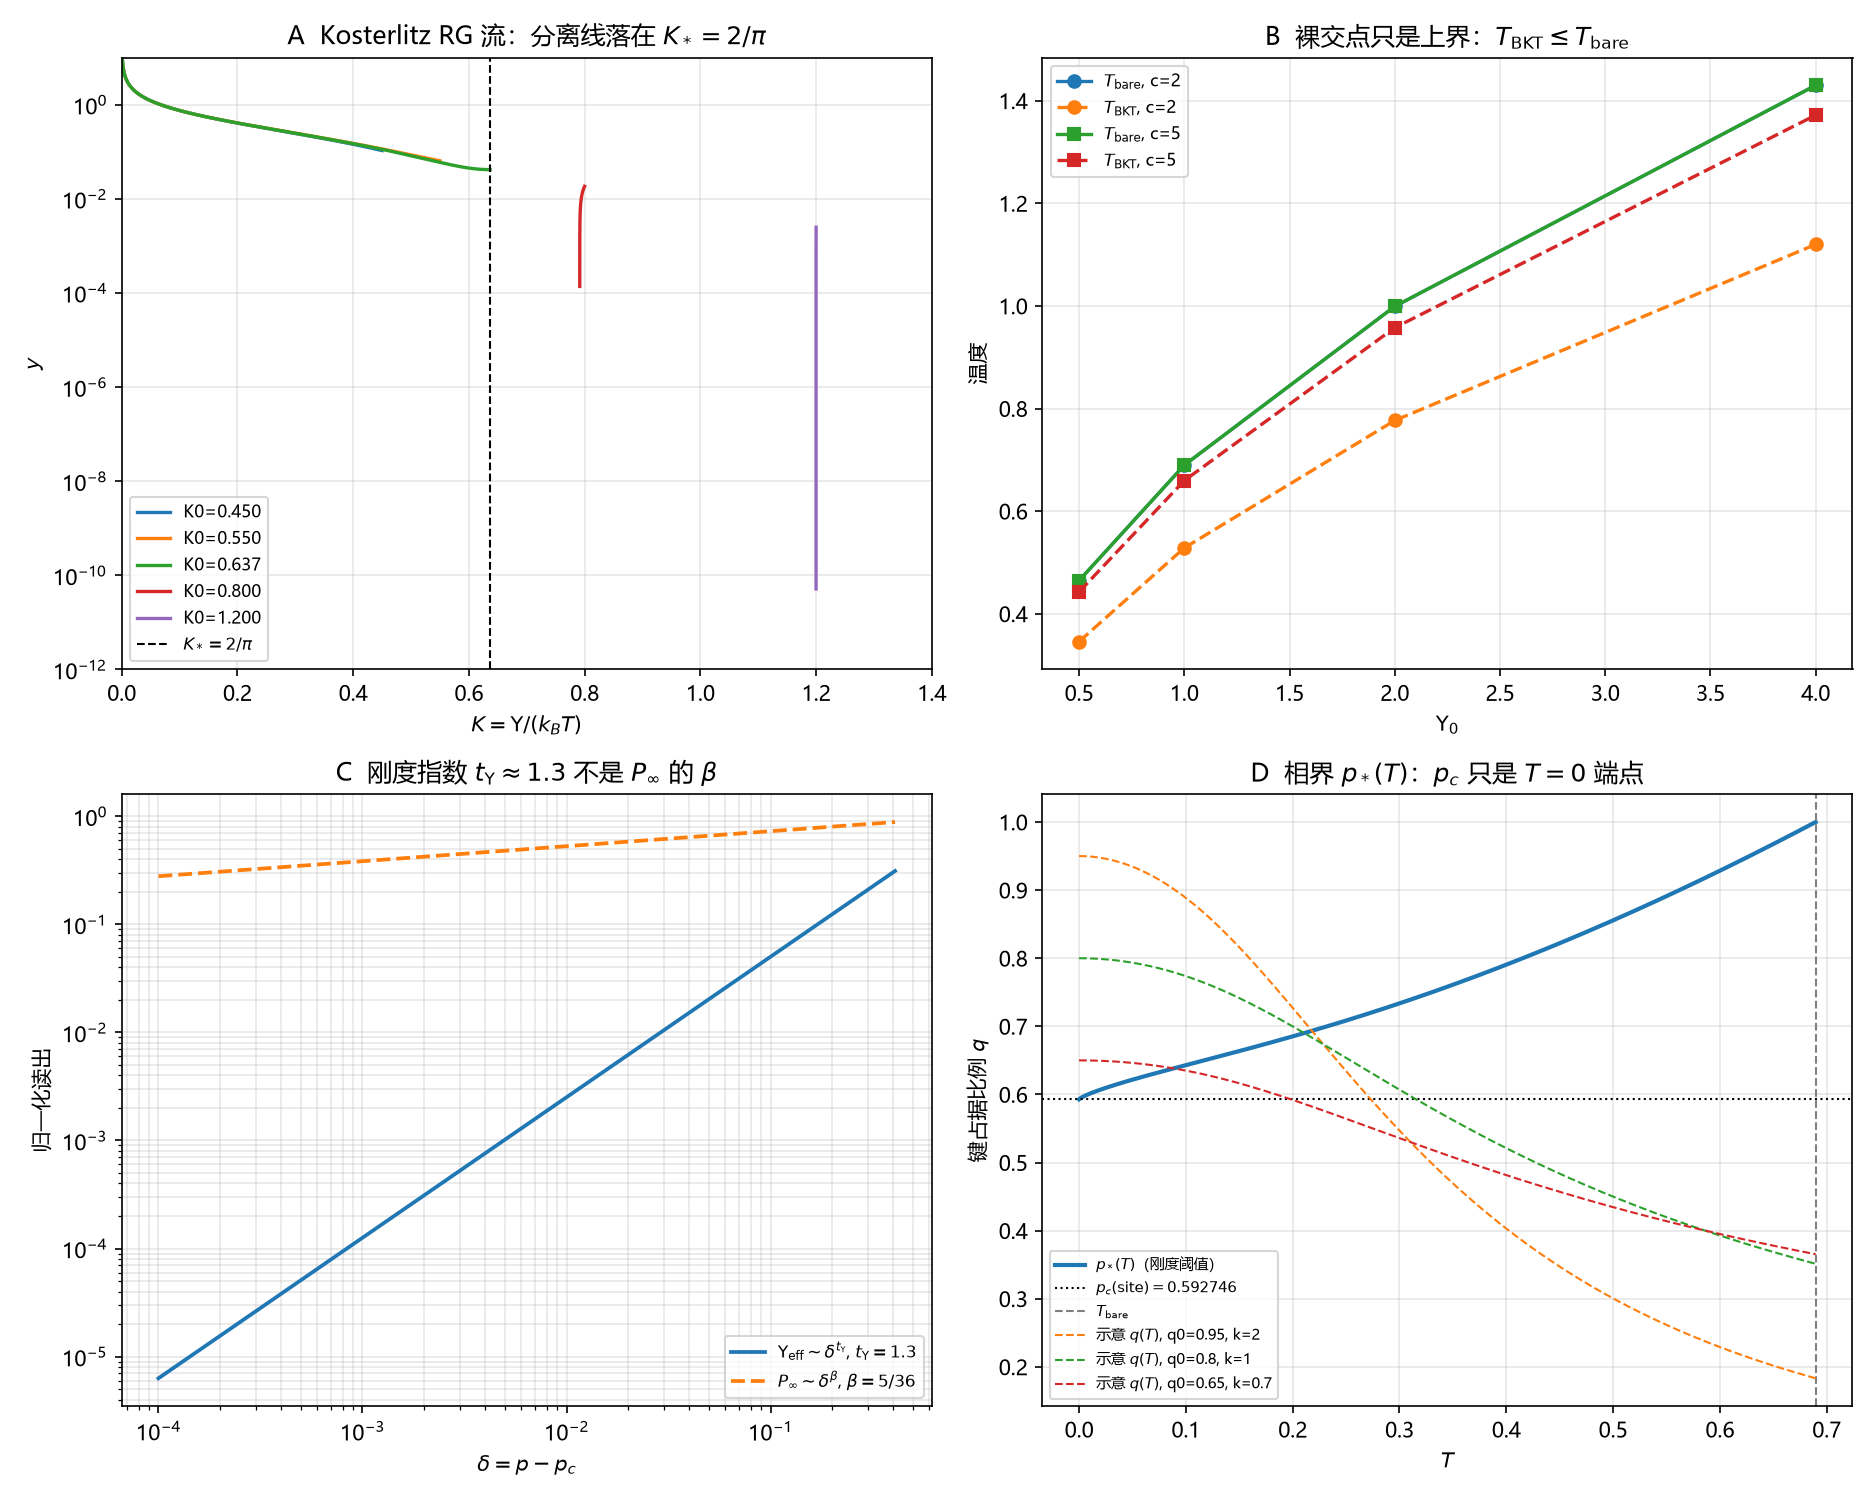 A Kosterlitz RG 流：分离线落在 K* = 2/π
10⁰
10⁻²
10⁻⁴
10⁻⁶
10⁻⁸
10⁻¹⁰
10⁻¹²
y
K0=0.450
K0=0.550
K0=0.637
K0=0.800
K0=1.200
K* = 2/π
0.0 0.2 0.4 0.6 0.8 1.0 1.2 1.4
K = Υ/(k_BT)
B 裸交点只是上界：T_BKT ≤ T_bare
T_bare, c=2
T_BKT, c=2
T_bare, c=5
T_BKT, c=5
1.4
1.2
1.0
0.8
0.6
0.4
温度
0.5 1.0 1.5 2.0 2.5 3.0 3.5 4.0
Υ₀
C 刚度指数 t_Υ ≈ 1.3 不是 P∞ 的 β
10⁰
10⁻¹
10⁻²
10⁻³
10⁻⁴
10⁻⁵
归一化读出
Υ_eff ~ δ^{t_Υ}, t_Υ = 1.3
P∞ ~ δ^β, β = 5/36
10⁻⁴ 10⁻³ 10⁻² 10⁻¹
δ = p − p_c
D 相界 p*(T)：p_c 只是 T = 0 端点
1.0
0.9
0.8
0.7
0.6
0.5
0.4
0.3
0.2
键占据比例 q
p*(T) (刚度阈值)
p_c(site) = 0.592746
T_bare
示意 q(T), q0=0.95, k=2
示意 q(T), q0=0.8, k=1
示意 q(T), q0=0.65, k=0.7
0.0 0.1 0.2 0.3 0.4 0.5 0.6 0.7
T